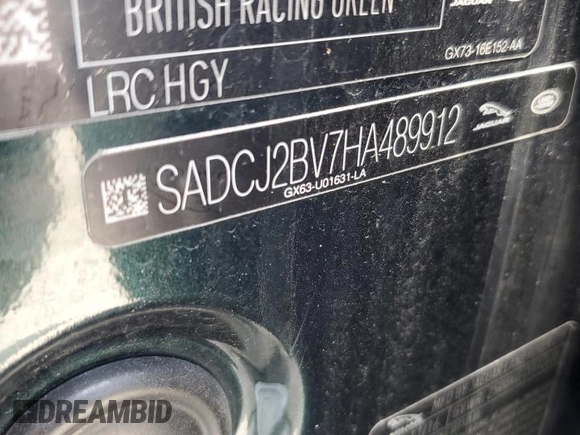 BRITISH RACING GREEN
JAGUAR
GX73-16E152-AA
LRC HGY
SADCJ2BV7HA489912
JAGUAR
GX63-U01631-LA
DREAMBID